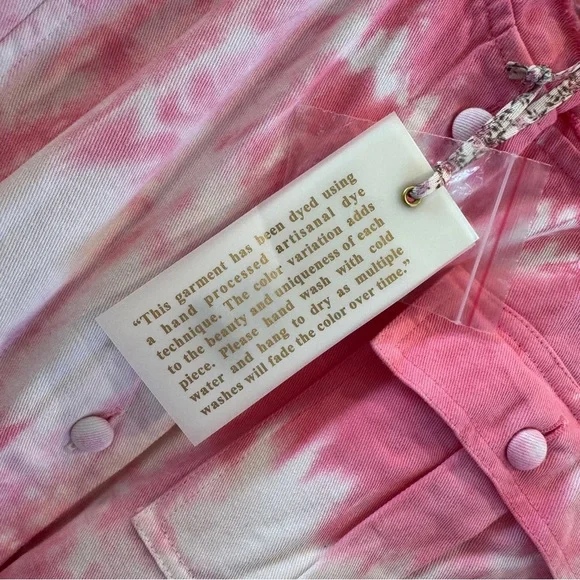 “This garment has been dyed using
a hand processed artisanal dye
technique. The color variation adds
to the beauty and uniqueness of each
piece. Please hand wash with cold
water and hang to dry as multiple
washes will fade the color over time.”